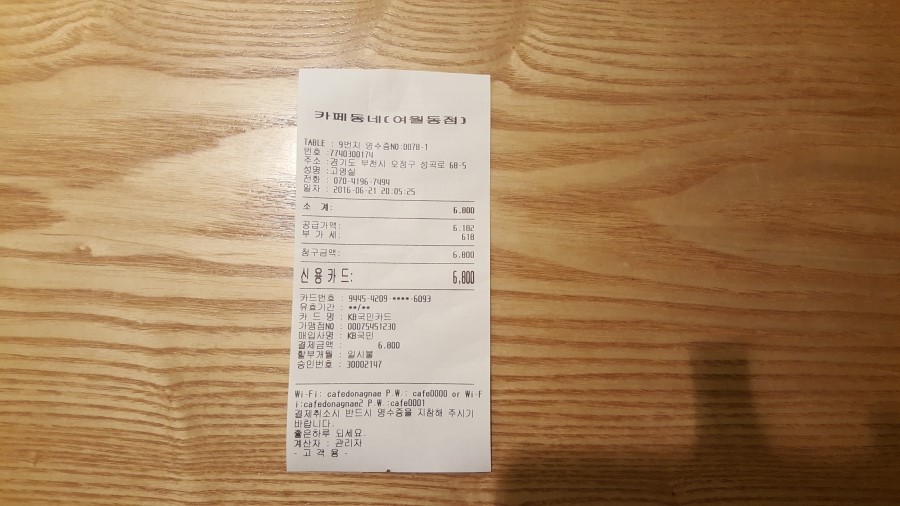 카페동네(여월동점)
TABLE : 9번지 영수증NO:0078-1
번호 :7740300174
주소 :경기도 부천시 오정구 성곡로 68-5
성명 :고영실
전화 : 070-4196-7494
일자 : 2016-06-21 20:05:25
소 계: 6,800
공급가액: 6,182
부 가 세: 618
청구금액: 6,800
신용카드: 6,800
카드번호 : 9445-4209-****-6093
유효기간 : **/**
카 드 명 : KB국민카드
가맹점NO : 00075451230
매입사명 : KB국민
결제금액 : 6,800
할부개월 : 일시불
승인번호 : 30002147
Wi-Fi: cafedonagnae P.W.: cafe0000 or Wi-F
i:cafedonagnae2 P.W.:cafe0001
결제취소시 반드시 영수증을 지참해 주시기
바랍니다.
좋은하루 되세요.
계산자 : 관리자
- 고 객 용 -